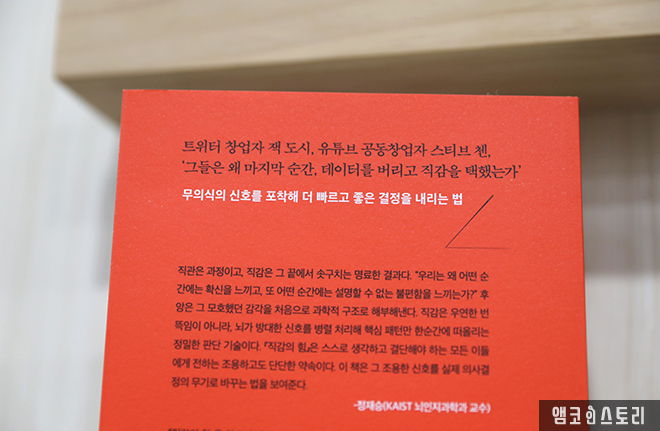 트위터 창업자 잭 도시, 유튜브 공동창업자 스티브 첸,
'그들은 왜 마지막 순간, 데이터를 버리고 직감을 택했는가'
무의식의 신호를 포착해 더 빠르고 좋은 결정을 내리는 법
직관은 과정이고, 직감은 그 끝에서 솟구치는 명료한 결과다. "우리는 왜 어떤 순
간에는 확신을 느끼고, 또 어떤 순간에는 설명할 수 없는 불편함을 느끼는가?" 후
앙은 그 모호했던 감각을 처음으로 과학적 구조로 해부해낸다. 직감은 우연한 번
뜩임이 아니라, 뇌가 방대한 신호를 병렬 처리해 핵심 패턴만 한순간에 떠올리는
정밀한 판단 기술이다. 『직감의 힘』은 스스로 생각하고 결단해야 하는 모든 이들
에게 전하는 조용하고도 단단한 약속이다. 이 책은 그 조용한 신호를 실제 의사결
정의 무기로 바꾸는 법을 보여준다.
-정재승(KAIST 뇌인지과학과 교수)
앰코인스토리